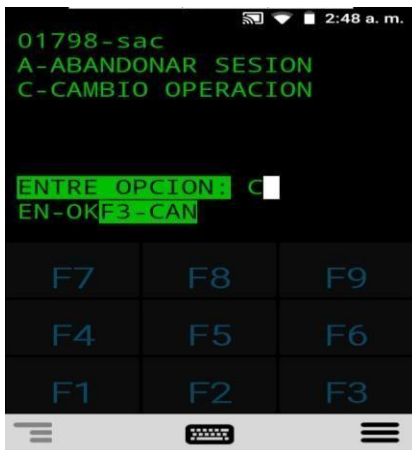 2:48 a. m.
01798-sac
A-ABANDONAR SESION
C-CAMBIO OPERACION
ENTRE OPCION: C
EN-OKF3-CAN
F7 F8 F9
F4 F5 F6
F1 F2 F3